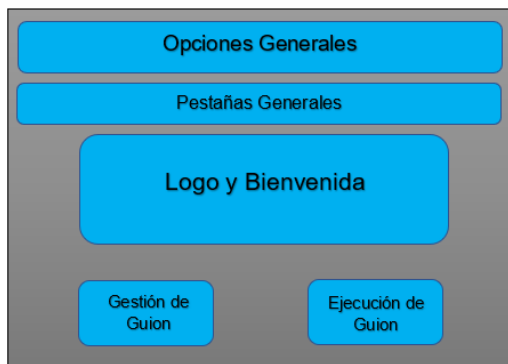 Opciones Generales
Pestañas Generales
Logo y Bienvenida
Gestión de
Guion
Ejecución de
Guion